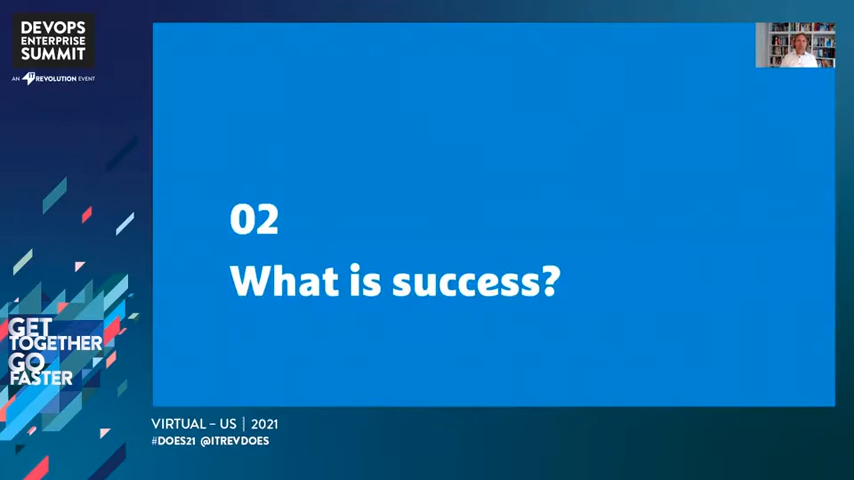 DEVOPS
ENTERPRISE
SUMMIT
AN IT REVOLUTION EVENT
02
What is success?
GET
TOGETHER
GO
FASTER
VIRTUAL – US | 2021
#DOES21 @ITREVDOES